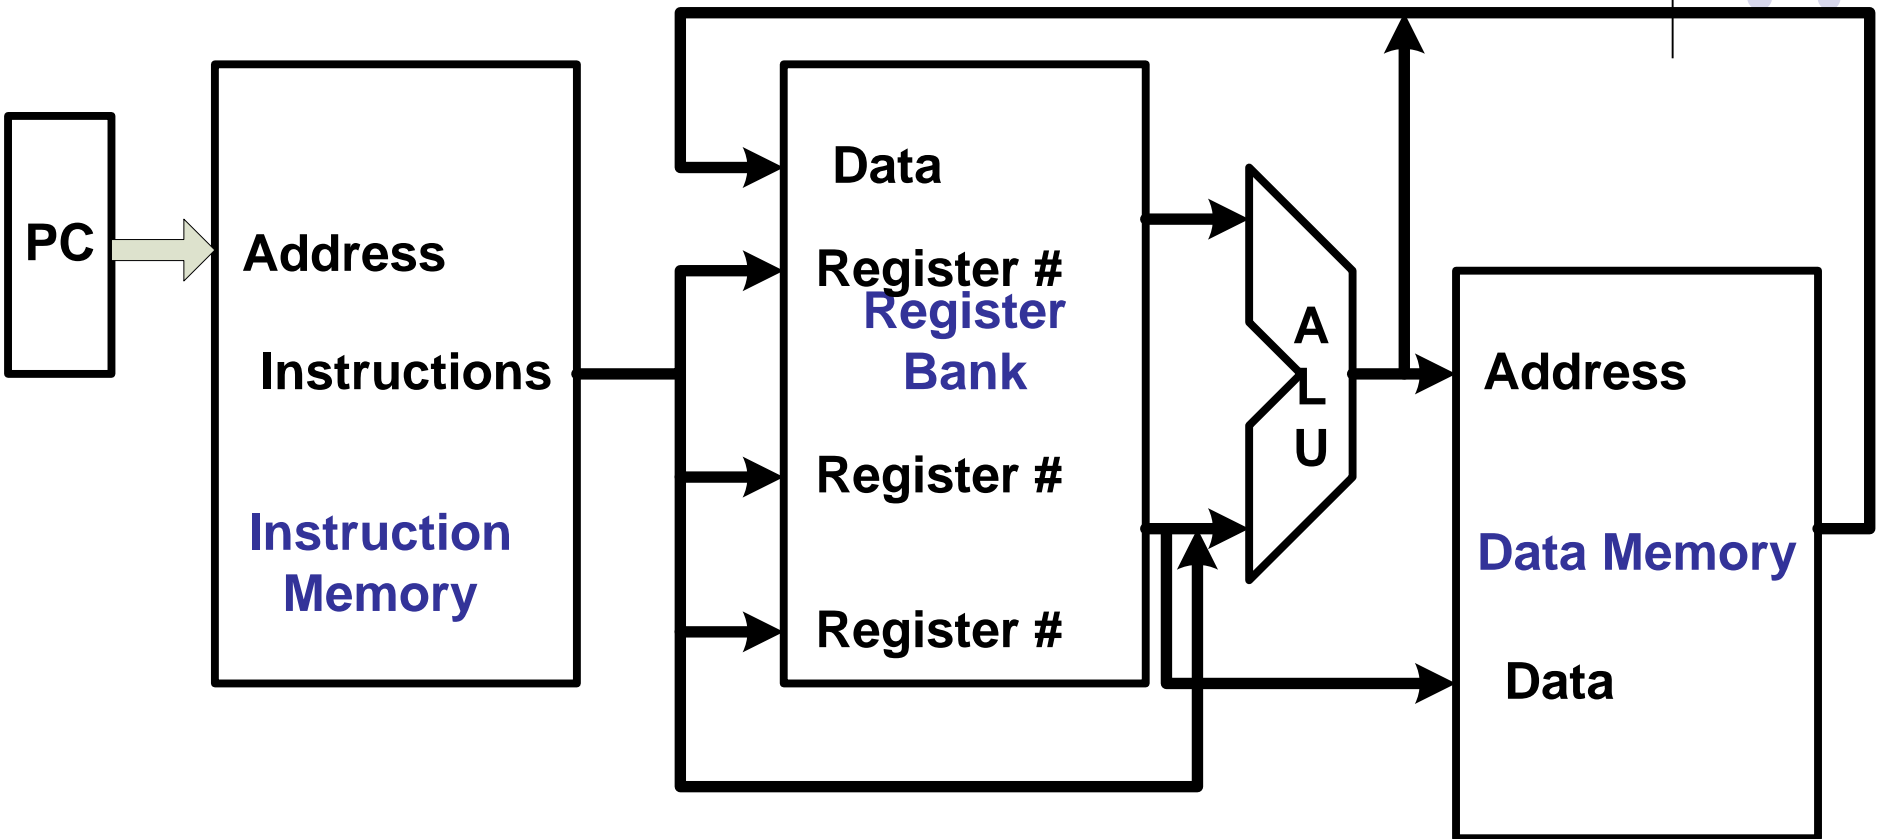 PC
Address
Instructions
Instruction
Memory
Data
Register #
Register
Bank
Register #
Register #
A
L
U
Address
Data Memory
Data